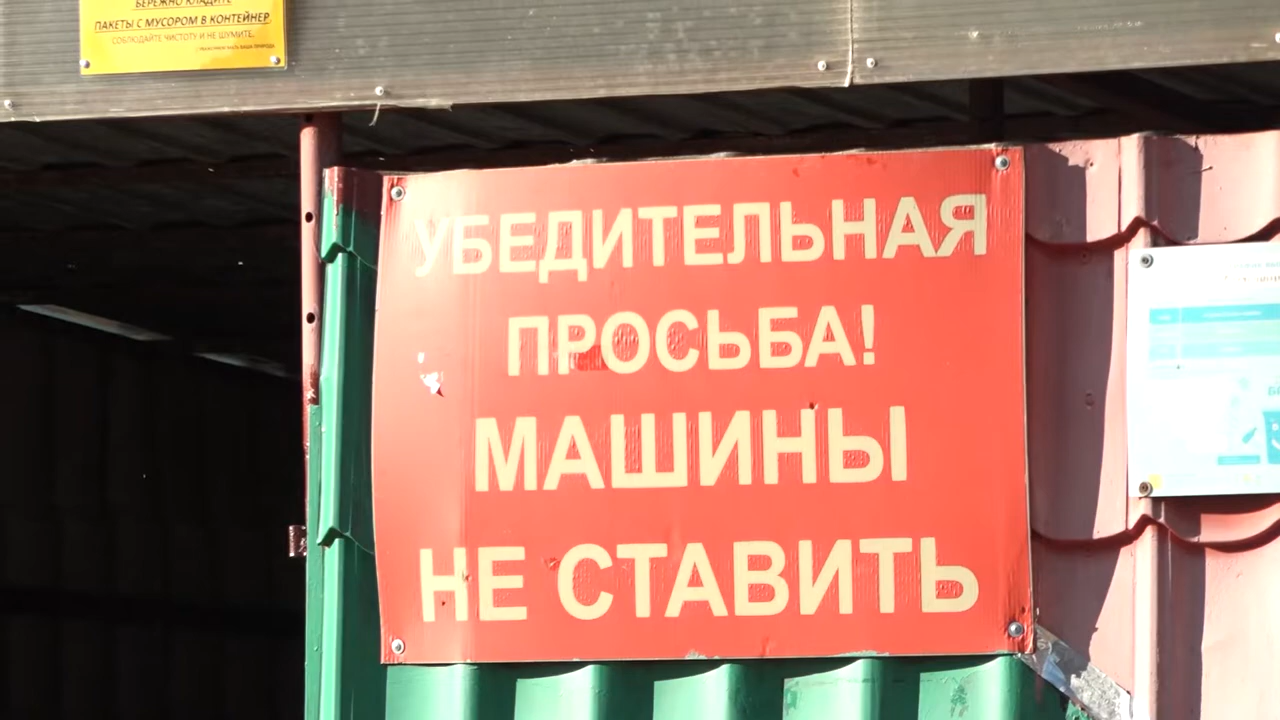 БЕРЕЖНО КЛАДИТЕ
ПАКЕТЫ С МУСОРОМ В КОНТЕЙНЕР
СОБЛЮДАЙТЕ ЧИСТОТУ И НЕ ШУМИТЕ.
УБЕДИТЕЛЬНАЯ
ПРОСЬБА!
МАШИНЫ
НЕ СТАВИТЬ